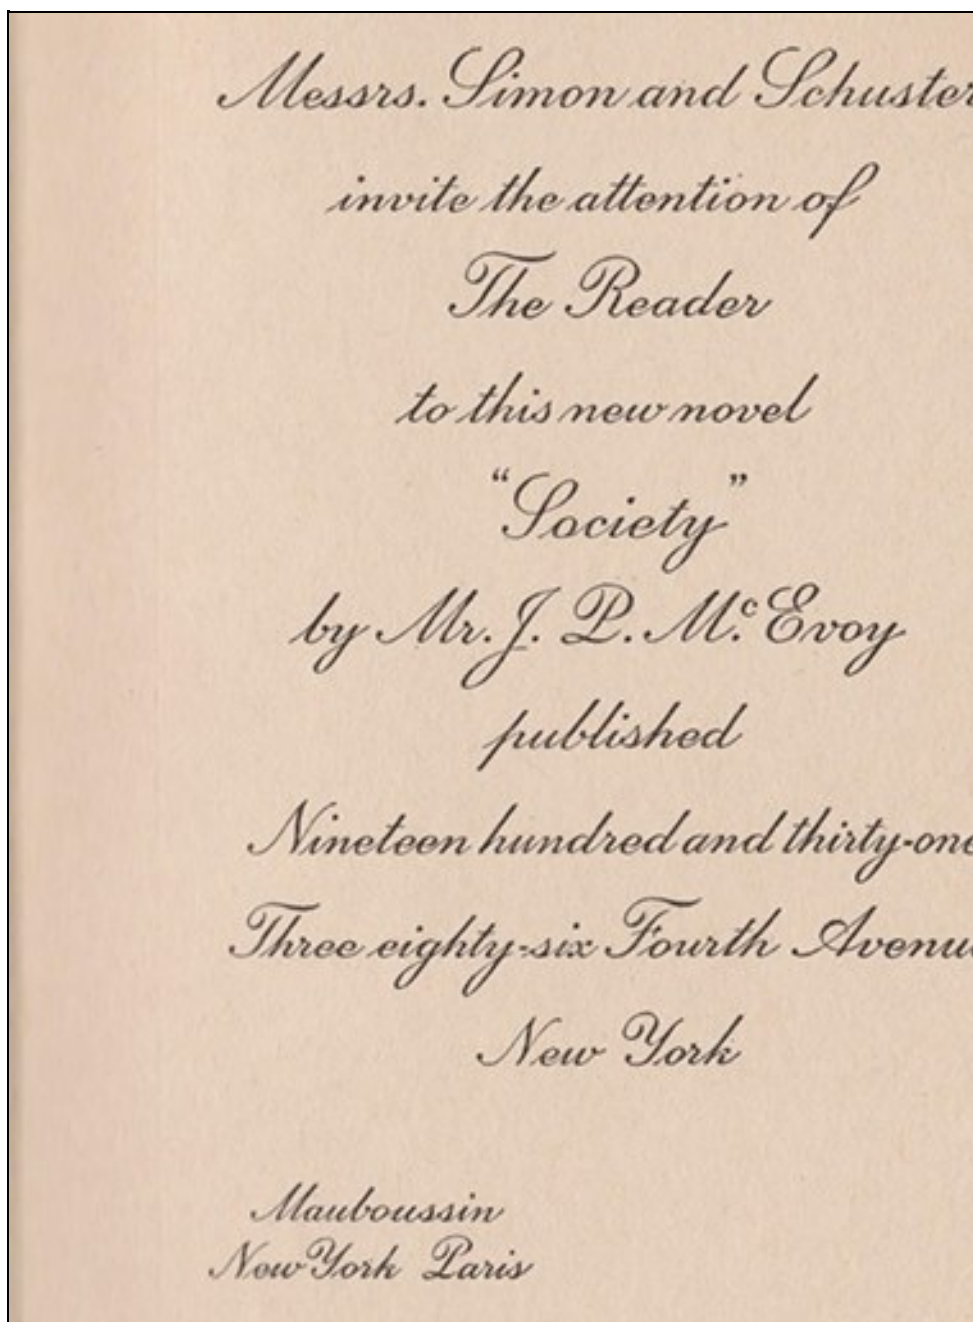 Messrs. Simon and Schuster
invite the attention of
The Reader
to this new novel
“Society”
by Mr. J. P. McEvoy
published
Nineteen hundred and thirty-one
Three eighty-six Fourth Avenu
New York
Mauboussin
New York Paris